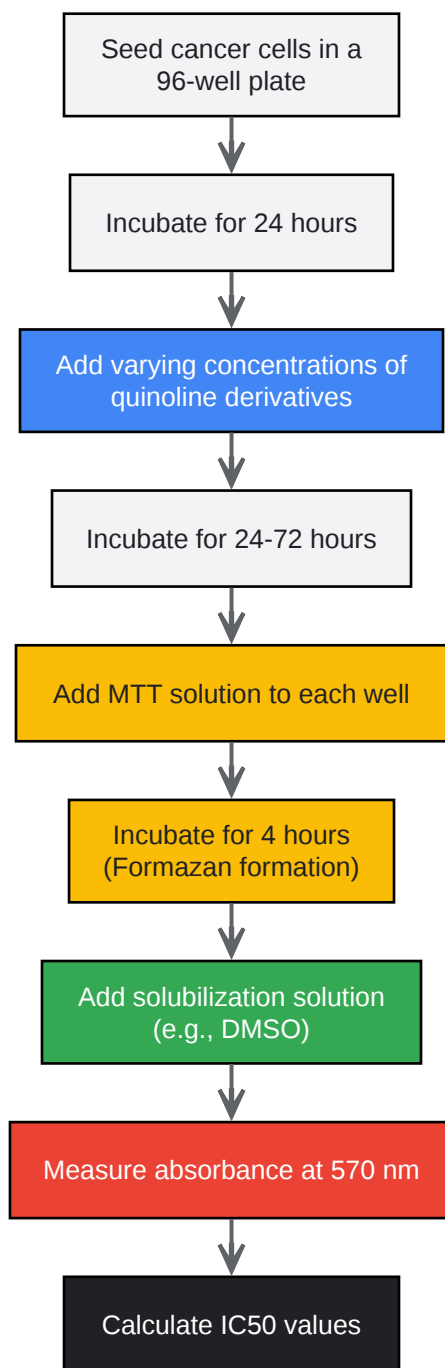 Seed cancer cells in a
96-well plate
Incubate for 24 hours
Add varying concentrations of
quinoline derivatives
Incubate for 24-72 hours
Add MTT solution to each well
Incubate for 4 hours
(Formazan formation)
Add solubilization solution
(e.g., DMSO)
Measure absorbance at 570 nm
Calculate IC50 values